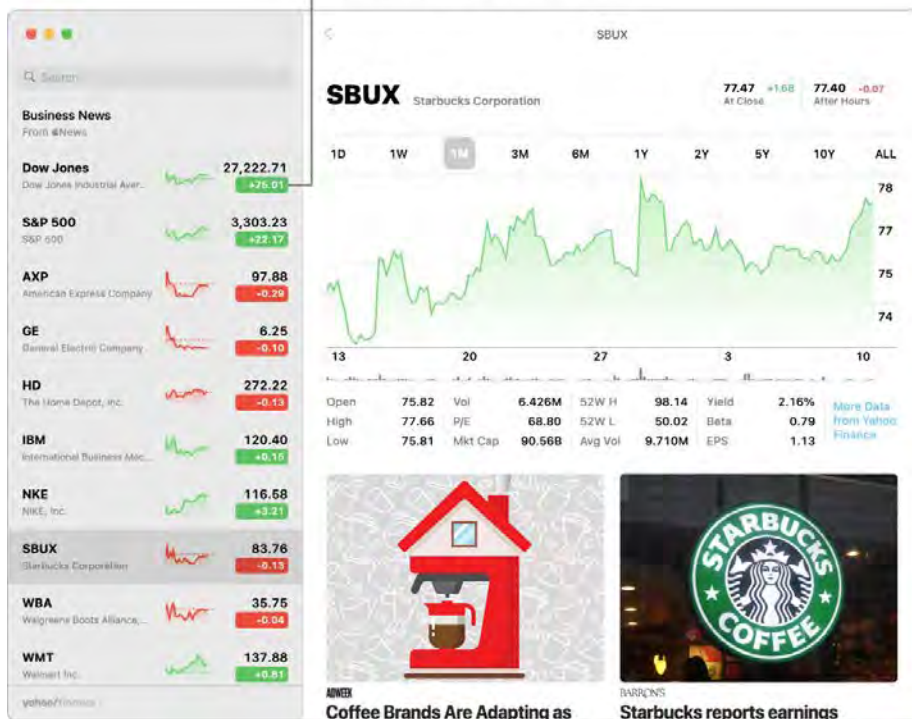 SBUX
Search
SBUX Starbucks Corporation
77.47 +1.68 77.40 -0.07
At Close After Hours
Business News
From News
1D 1W 1M 3M 6M 1Y 2Y 5Y 10Y ALL
Dow Jones 27,222.71
Dow Jones Industrial Aver... +25.01
S&P 500 3,303.23
S&P 500 +22.17
AXP 97.88
American Express Company -0.29
GE 6.25
General Electric Company -0.10
HD 272.22
The Home Depot, Inc. -0.13
IBM 120.40
International Business Mac... +0.15
NKE 116.58
NIKE, Inc. +3.21
SBUX 83.76
Starbucks Corporation -0.13
WBA 35.75
Walgreens Boots Alliance,... -0.04
WMT 137.88
Walmart Inc. +0.81
yahoo/finance
78
77
75
74
13 20 27 3 10
Open 75.82 Vol 6.426M 52W H 98.14 Yield 2.16%
High 77.66 P/E 68.80 52W L 50.02 Beta 0.79
Low 75.81 Mkt Cap 90.56B Avg Vol 9.710M EPS 1.13
More Data
from Yahoo
Finance
STARBUCKS
COFFEE
ADWEEK
Coffee Brands Are Adapting as
BARRON'S
Starbucks reports earnings